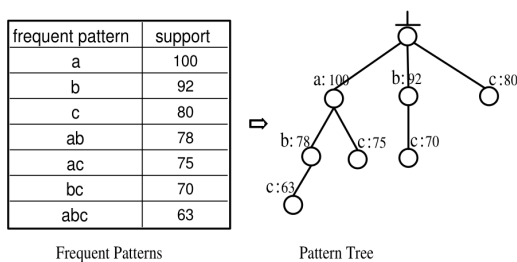 frequent pattern support
a 100
b 92
c 80
ab 78
ac 75
bc 70
abc 63
Frequent Patterns
a: 100
b: 92
c: 80
b: 78
c: 75
c: 70
c: 63
Pattern Tree